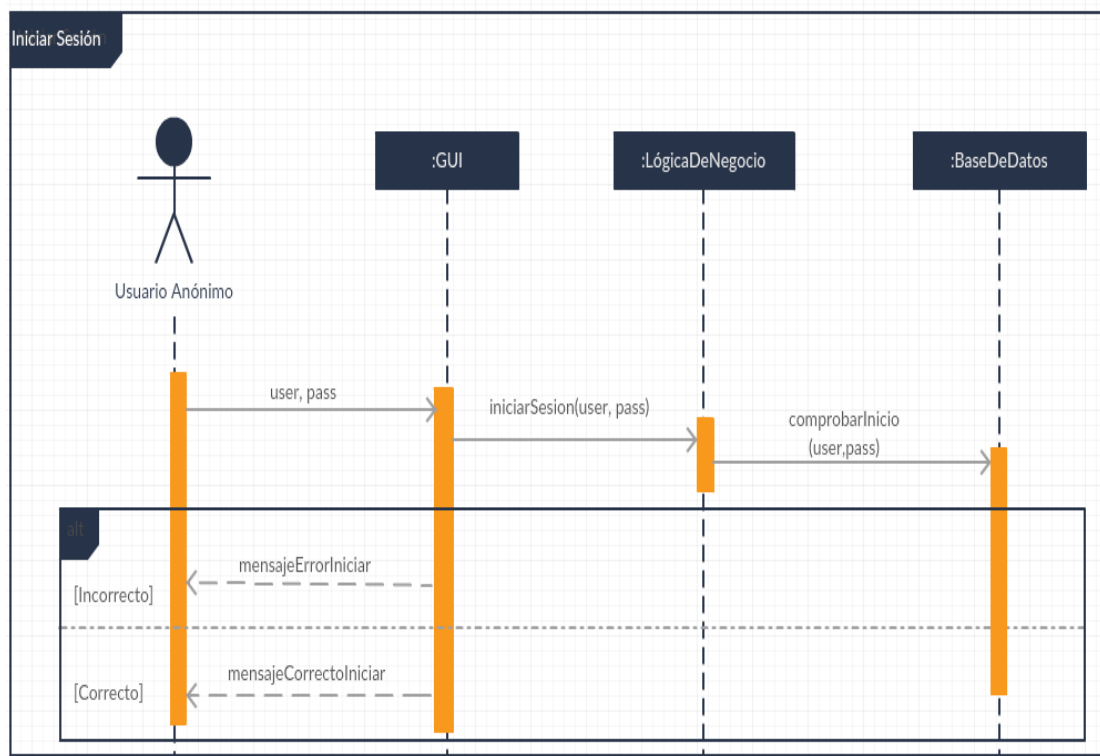 Iniciar Sesión
:GUI
:LógicaDeNegocio
:BaseDeDatos
Usuario Anónimo
user, pass
iniciarSesion(user, pass)
comprobarInicio
(user,pass)
alt
mensajeErrorIniciar
[Incorrecto]
mensajeCorrectoIniciar
[Correcto]